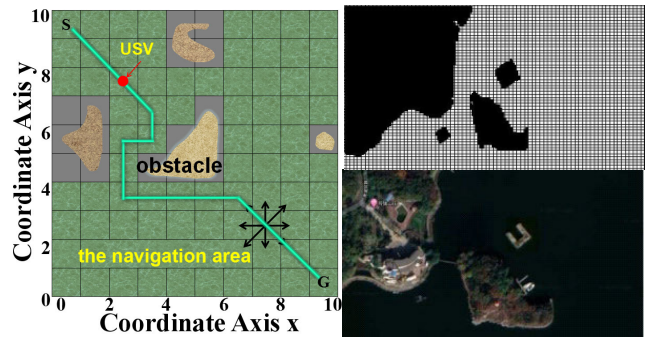 S
USV
10
8
6
4
2
0
Coordinate Axis y
obstacle
the navigation area
G
0 2 4 6 8 10
Coordinate Axis x